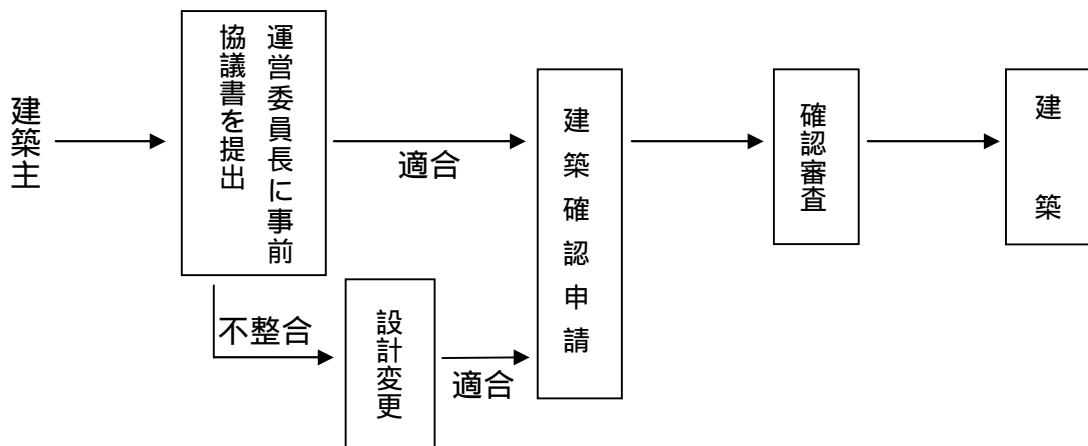 建築主
運営委員長に事前
協議書を提出
適合
不整合
設計変更
適合
建築確認申請
確認審査
建築